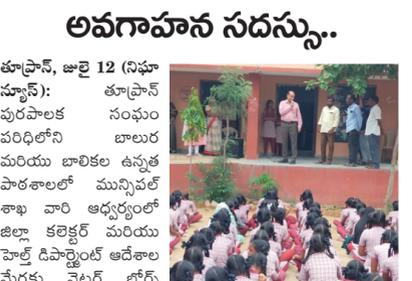 అవగాహన సదస్సు..
తూప్రాన్, జులై 12 (నిఘా
న్యూస్): తూప్రాన్
పురపాలక సంఘం
పరిధిలోని బాలుర
మరియు బాలికల ఉన్నత
పాఠశాలలో మున్సిపల్
శాఖ వారి ఆధ్వర్యంలో
జిల్లా కలెక్టర్ మరియు
హెల్త్ డిపార్ట్మెంట్ ఆదేశాల